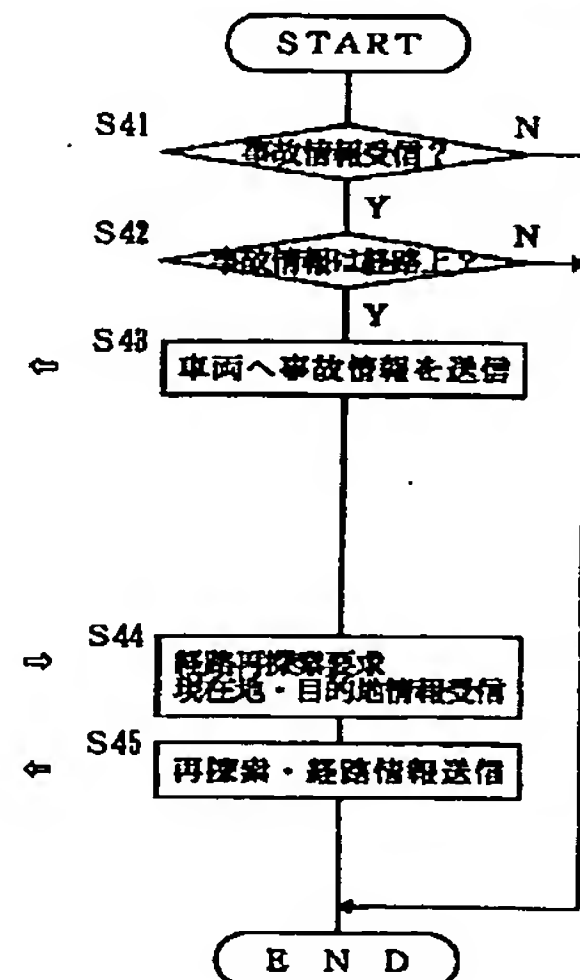 START
S41
事故情報受信？
N
Y
S42
事故情報は経路上？
N
Y
S43
⇧
車両へ事故情報を送信
S44
⇩
経路再探索要求
現在地・目的地情報受信
S45
⇧
再探索・経路情報送信
END